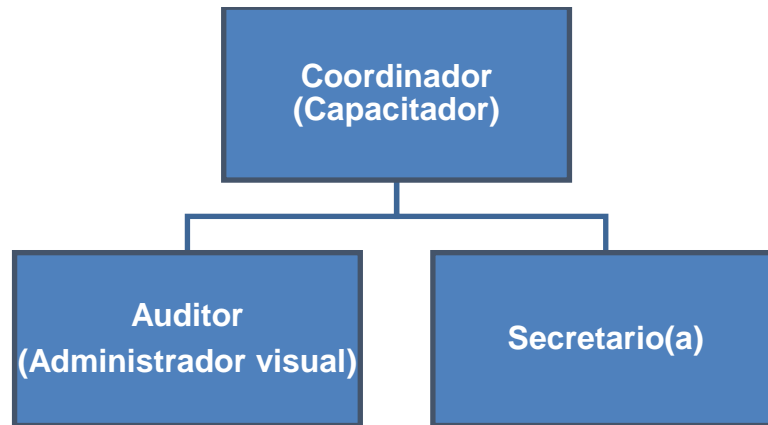 Coordinador
(Capacitador)
Auditor
(Administrador visual)
Secretario(a)